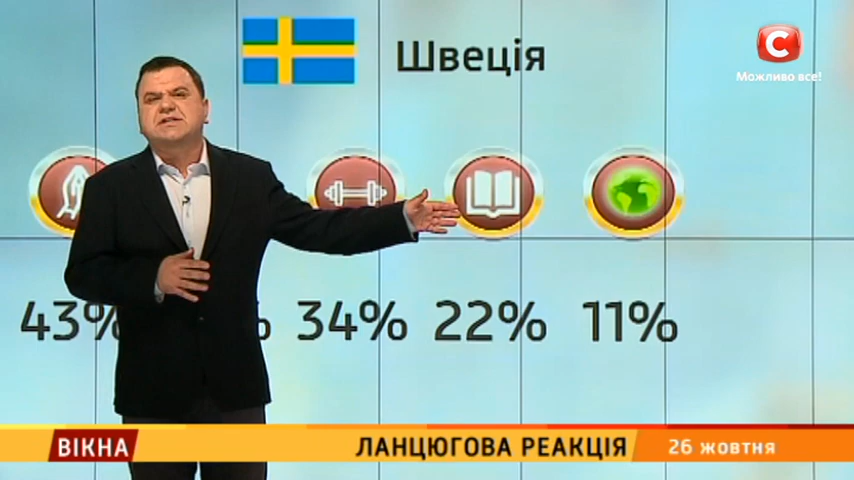 Швеція
С
Можливо все!
43%
%
34%
22%
11%
ВІКНА
ЛАНЦЮГОВА РЕАКЦІЯ
26 жовтня